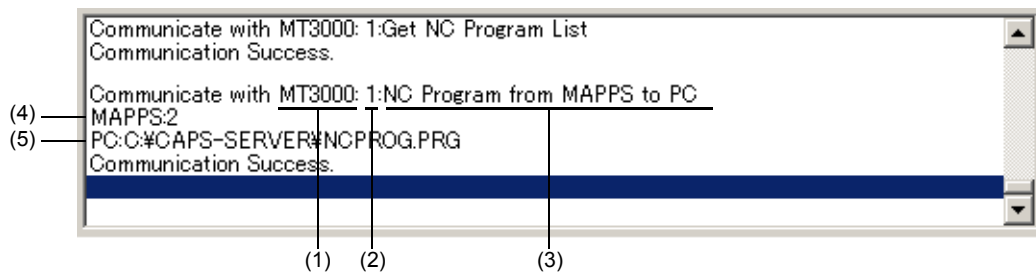 Communicate with MT3000: 1:Get NC Program List
Communication Success.
Communicate with MT3000: 1:NC Program from MAPPS to PC
(4) MAPPS:2
(5) PC:C:¥CAPS-SERVER¥NCPROG.PRG
Communication Success.
(1) (2) (3)